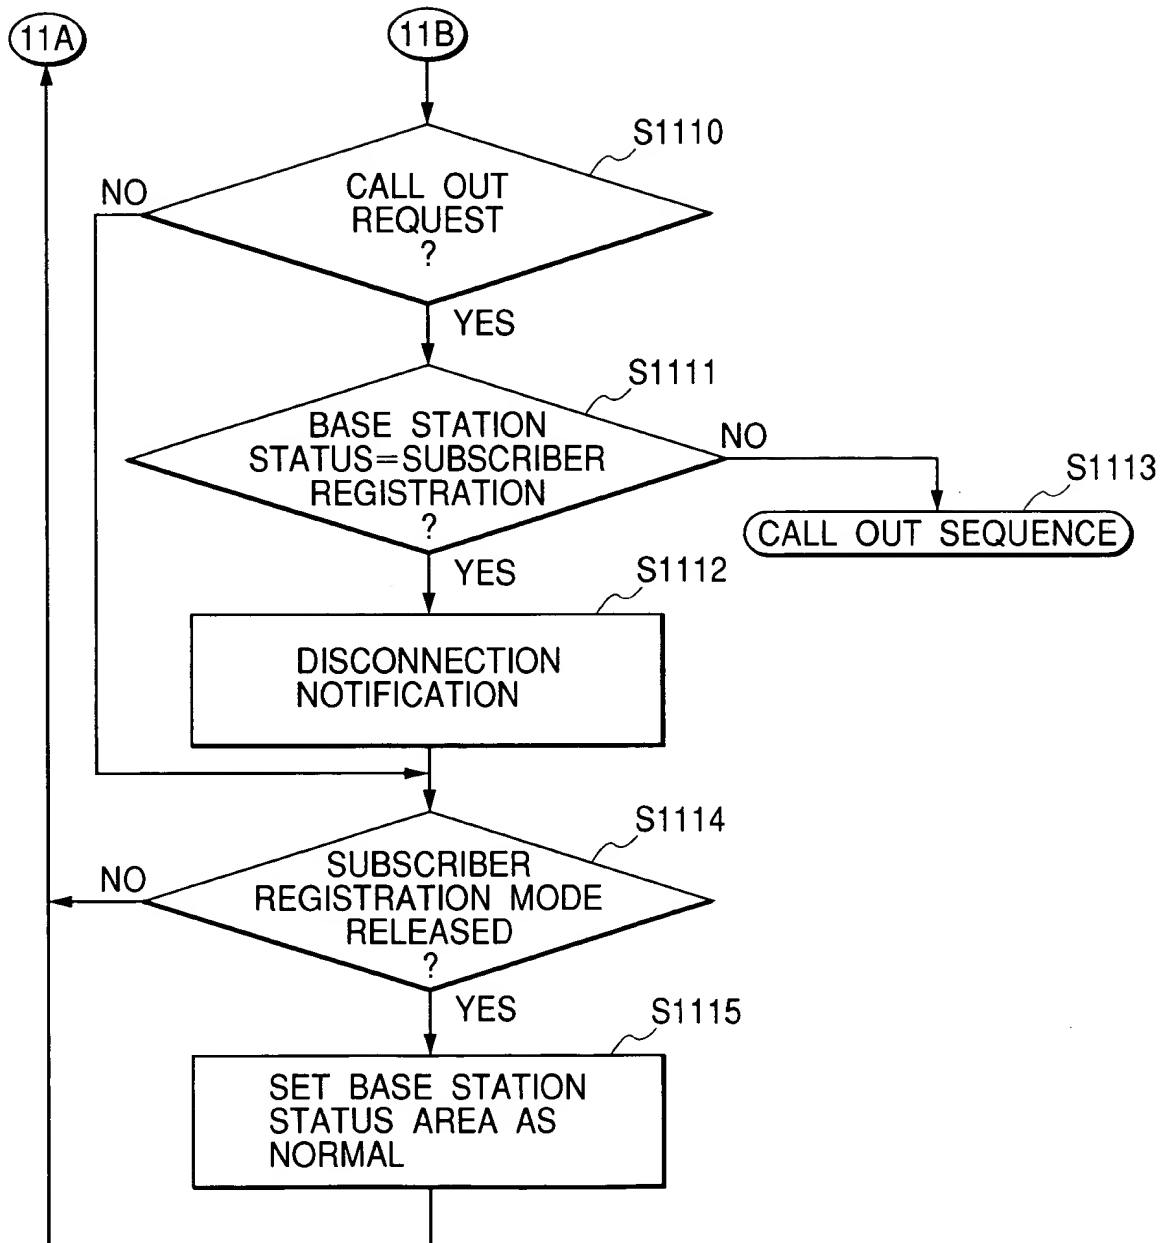 11A
11B
S1110
NO
CALL OUT
REQUEST
?
YES
S1111
BASE STATION
STATUS=SUBSCRIBER
REGISTRATION
?
NO
S1113
CALL OUT SEQUENCE
YES
S1112
DISCONNECTION
NOTIFICATION
S1114
NO
SUBSCRIBER
REGISTRATION MODE
RELEASED
?
YES
S1115
SET BASE STATION
STATUS AREA AS
NORMAL